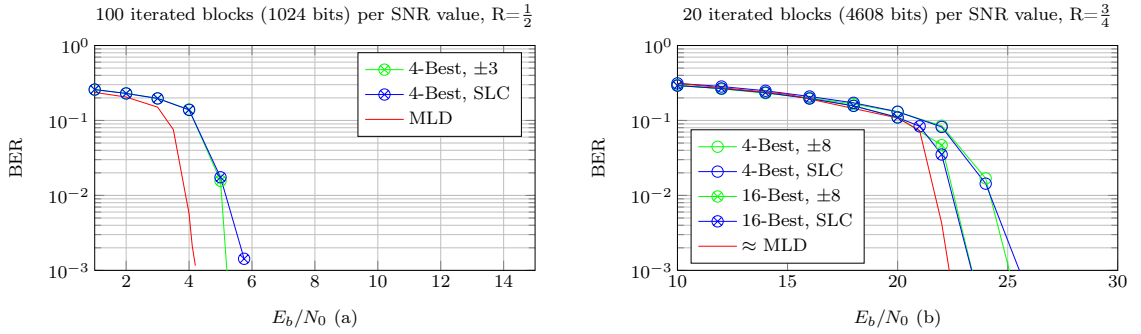 100 iterated blocks (1024 bits) per SNR value, R=1/2
10^0
10^−1
10^−2
10^−3
BER
4-Best, ±3
4-Best, SLC
MLD
2 4 6 8 10 12 14
E_b/N_0 (a)
20 iterated blocks (4608 bits) per SNR value, R=3/4
10^0
10^−1
10^−2
10^−3
BER
4-Best, ±8
4-Best, SLC
16-Best, ±8
16-Best, SLC
≈ MLD
10 15 20 25 30
E_b/N_0 (b)